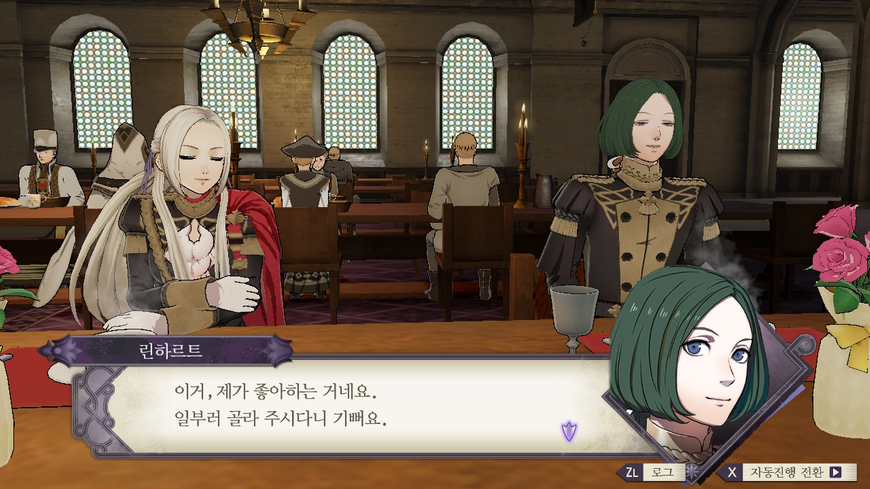 린하르트
이거, 제가 좋아하는 거네요.
일부러 골라 주시다니 기뻐요.
ZL 로그 X 자동진행 전환